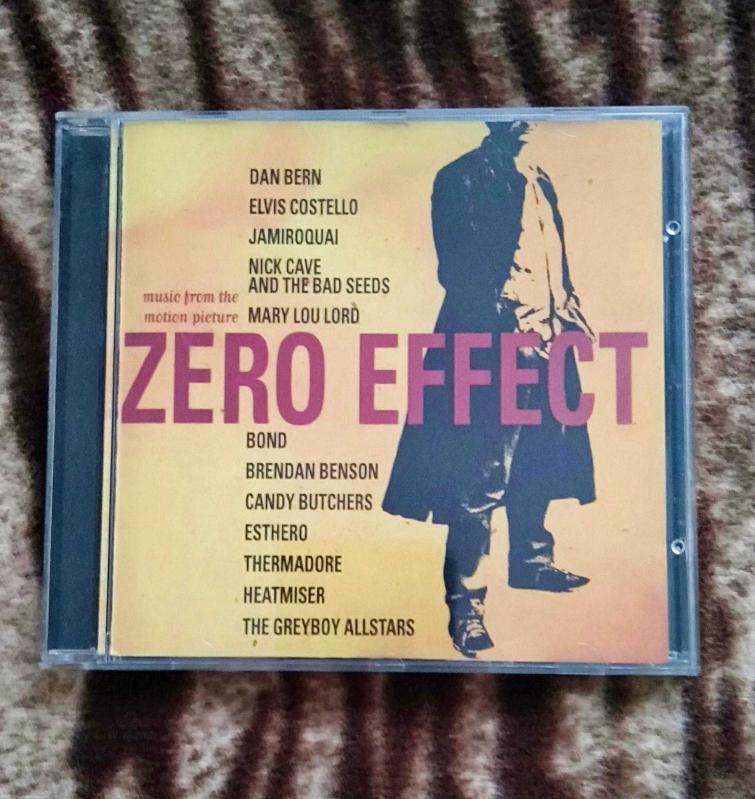 DAN BERN
ELVIS COSTELLO
JAMIROQUAI
NICK CAVE
AND THE BAD SEEDS
music from the
motion picture
MARY LOU LORD
ZERO EFFECT
BOND
BRENDAN BENSON
CANDY BUTCHERS
ESTHERO
THERMADORE
HEATMISER
THE GREYBOY ALLSTARS